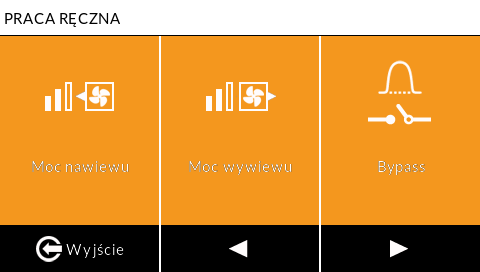 PRACA RĘCZNA
Moc nawiewu
Moc wywiewu
Bypass
Wyjście